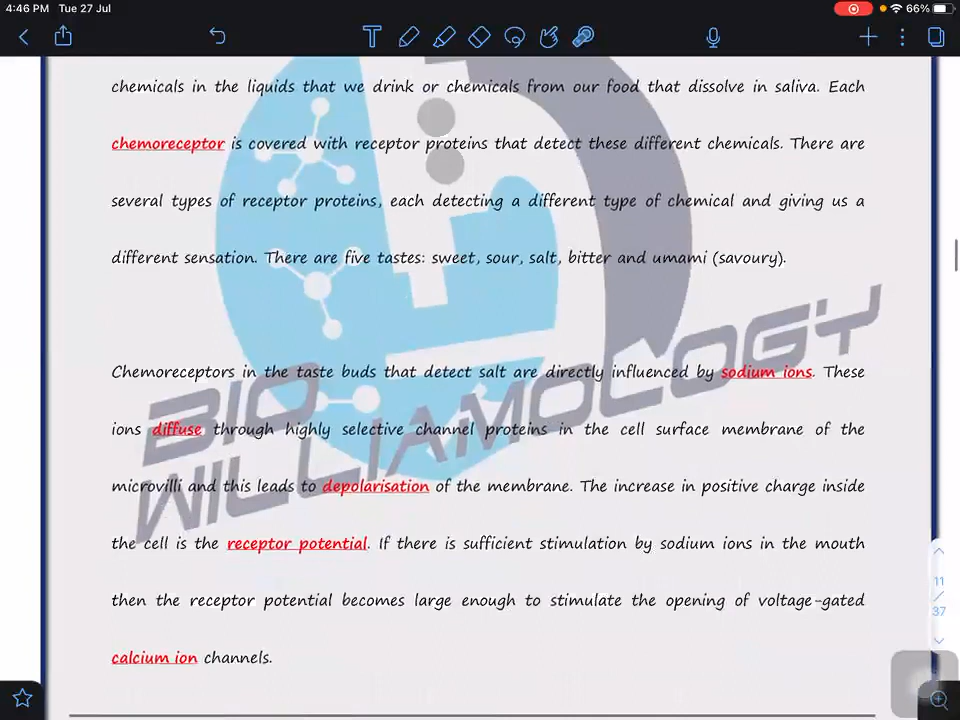 4:46 PM Tue 27 Jul
66%
chemicals in the liquids that we drink or chemicals from our food that dissolve in saliva. Each
chemoreceptor is covered with receptor proteins that detect these different chemicals. There are
several types of receptor proteins, each detecting a different type of chemical and giving us a
different sensation. There are five tastes: sweet, sour, salt, bitter and umami (savoury).
Chemoreceptors in the taste buds that detect salt are directly influenced by sodium ions. These
ions diffuse through highly selective channel proteins in the cell surface membrane of the
microvilli and this leads to depolarisation of the membrane. The increase in positive charge inside
the cell is the receptor potential. If there is sufficient stimulation by sodium ions in the mouth
then the receptor potential becomes large enough to stimulate the opening of voltage-gated
calcium ion channels.
BIO
WILLIAMOLOGY
11
/
37